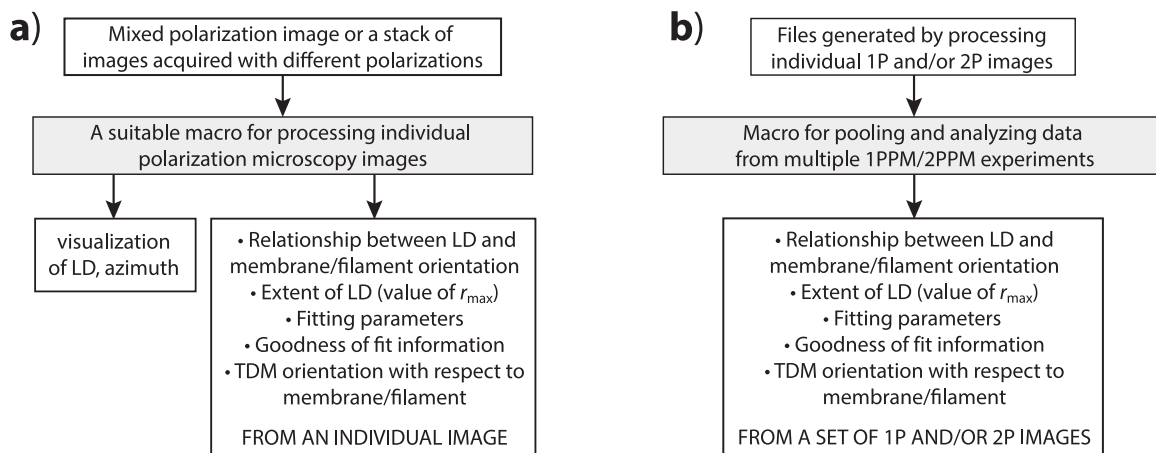 a)
Mixed polarization image or a stack of
images acquired with different polarizations
A suitable macro for processing individual
polarization microscopy images
visualization
of LD, azimuth
• Relationship between LD and
membrane/filament orientation
• Extent of LD (value of rmax)
• Fitting parameters
• Goodness of fit information
• TDM orientation with respect to
membrane/filament
FROM AN INDIVIDUAL IMAGE
b)
Files generated by processing
individual 1P and/or 2P images
Macro for pooling and analyzing data
from multiple 1PPM/2PPM experiments
• Relationship between LD and
membrane/filament orientation
• Extent of LD (value of rmax)
• Fitting parameters
• Goodness of fit information
• TDM orientation with respect to
membrane/filament
FROM A SET OF 1P AND/OR 2P IMAGES